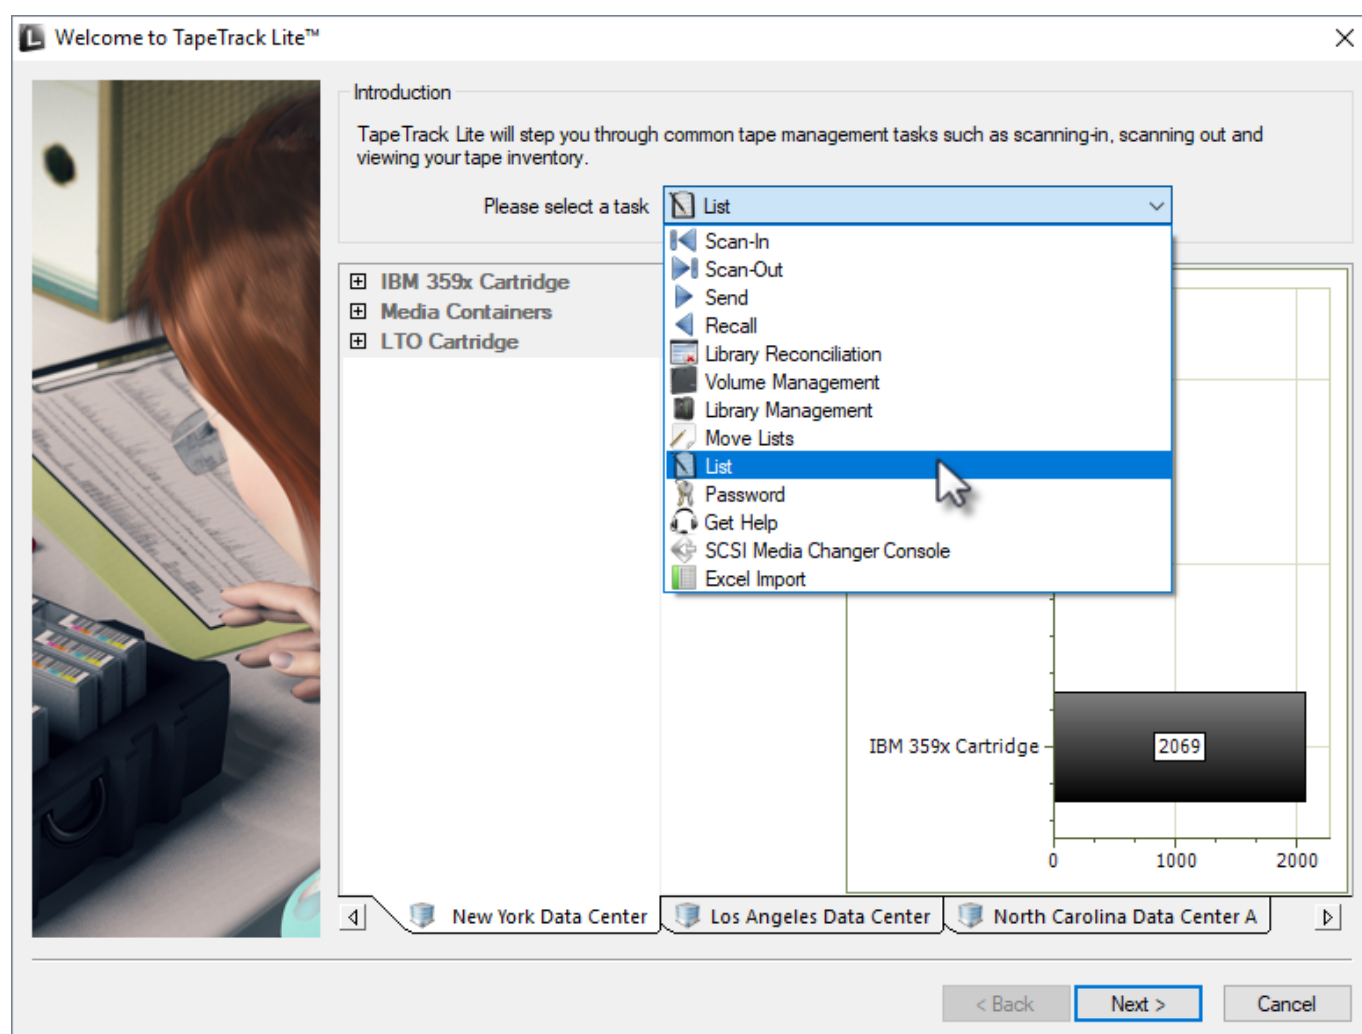 Welcome to TapeTrack Lite™
Introduction
TapeTrack Lite will step you through common tape management tasks such as scanning-in, scanning out and
viewing your tape inventory.
Please select a task
List
Scan-In
Scan-Out
Send
Recall
Library Reconciliation
Volume Management
Library Management
Move Lists
List
Password
Get Help
SCSI Media Changer Console
Excel Import
IBM 359x Cartridge
Media Containers
LTO Cartridge
IBM 359x Cartridge
2069
0 1000 2000
New York Data Center
Los Angeles Data Center
North Carolina Data Center A
< Back
Next >
Cancel